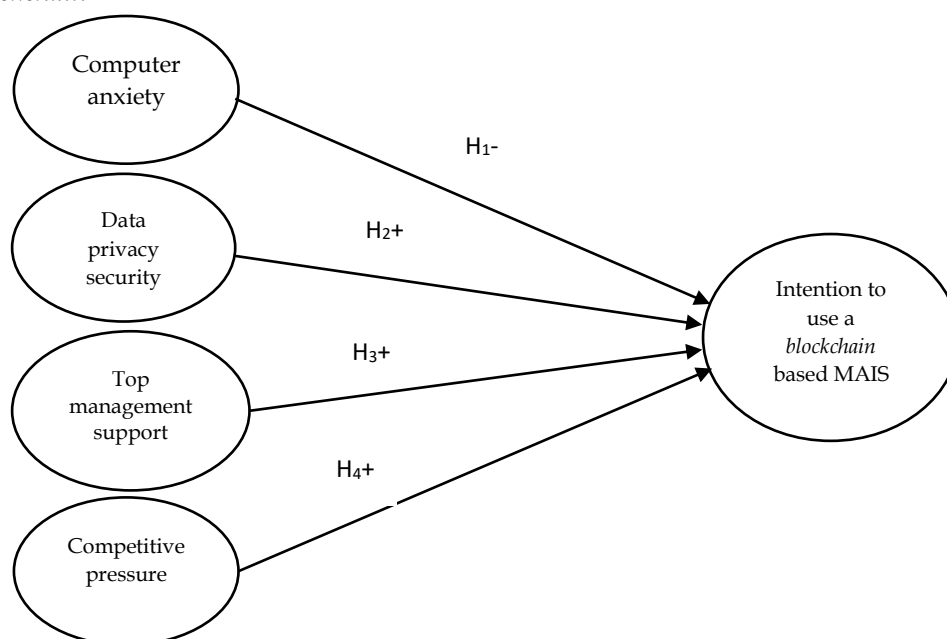 Computer
anxiety
H1-
Data
privacy
security
H2+
Top
management
support
H3+
Competitive
pressure
H4+
Intention to
use a
blockchain
based MAIS